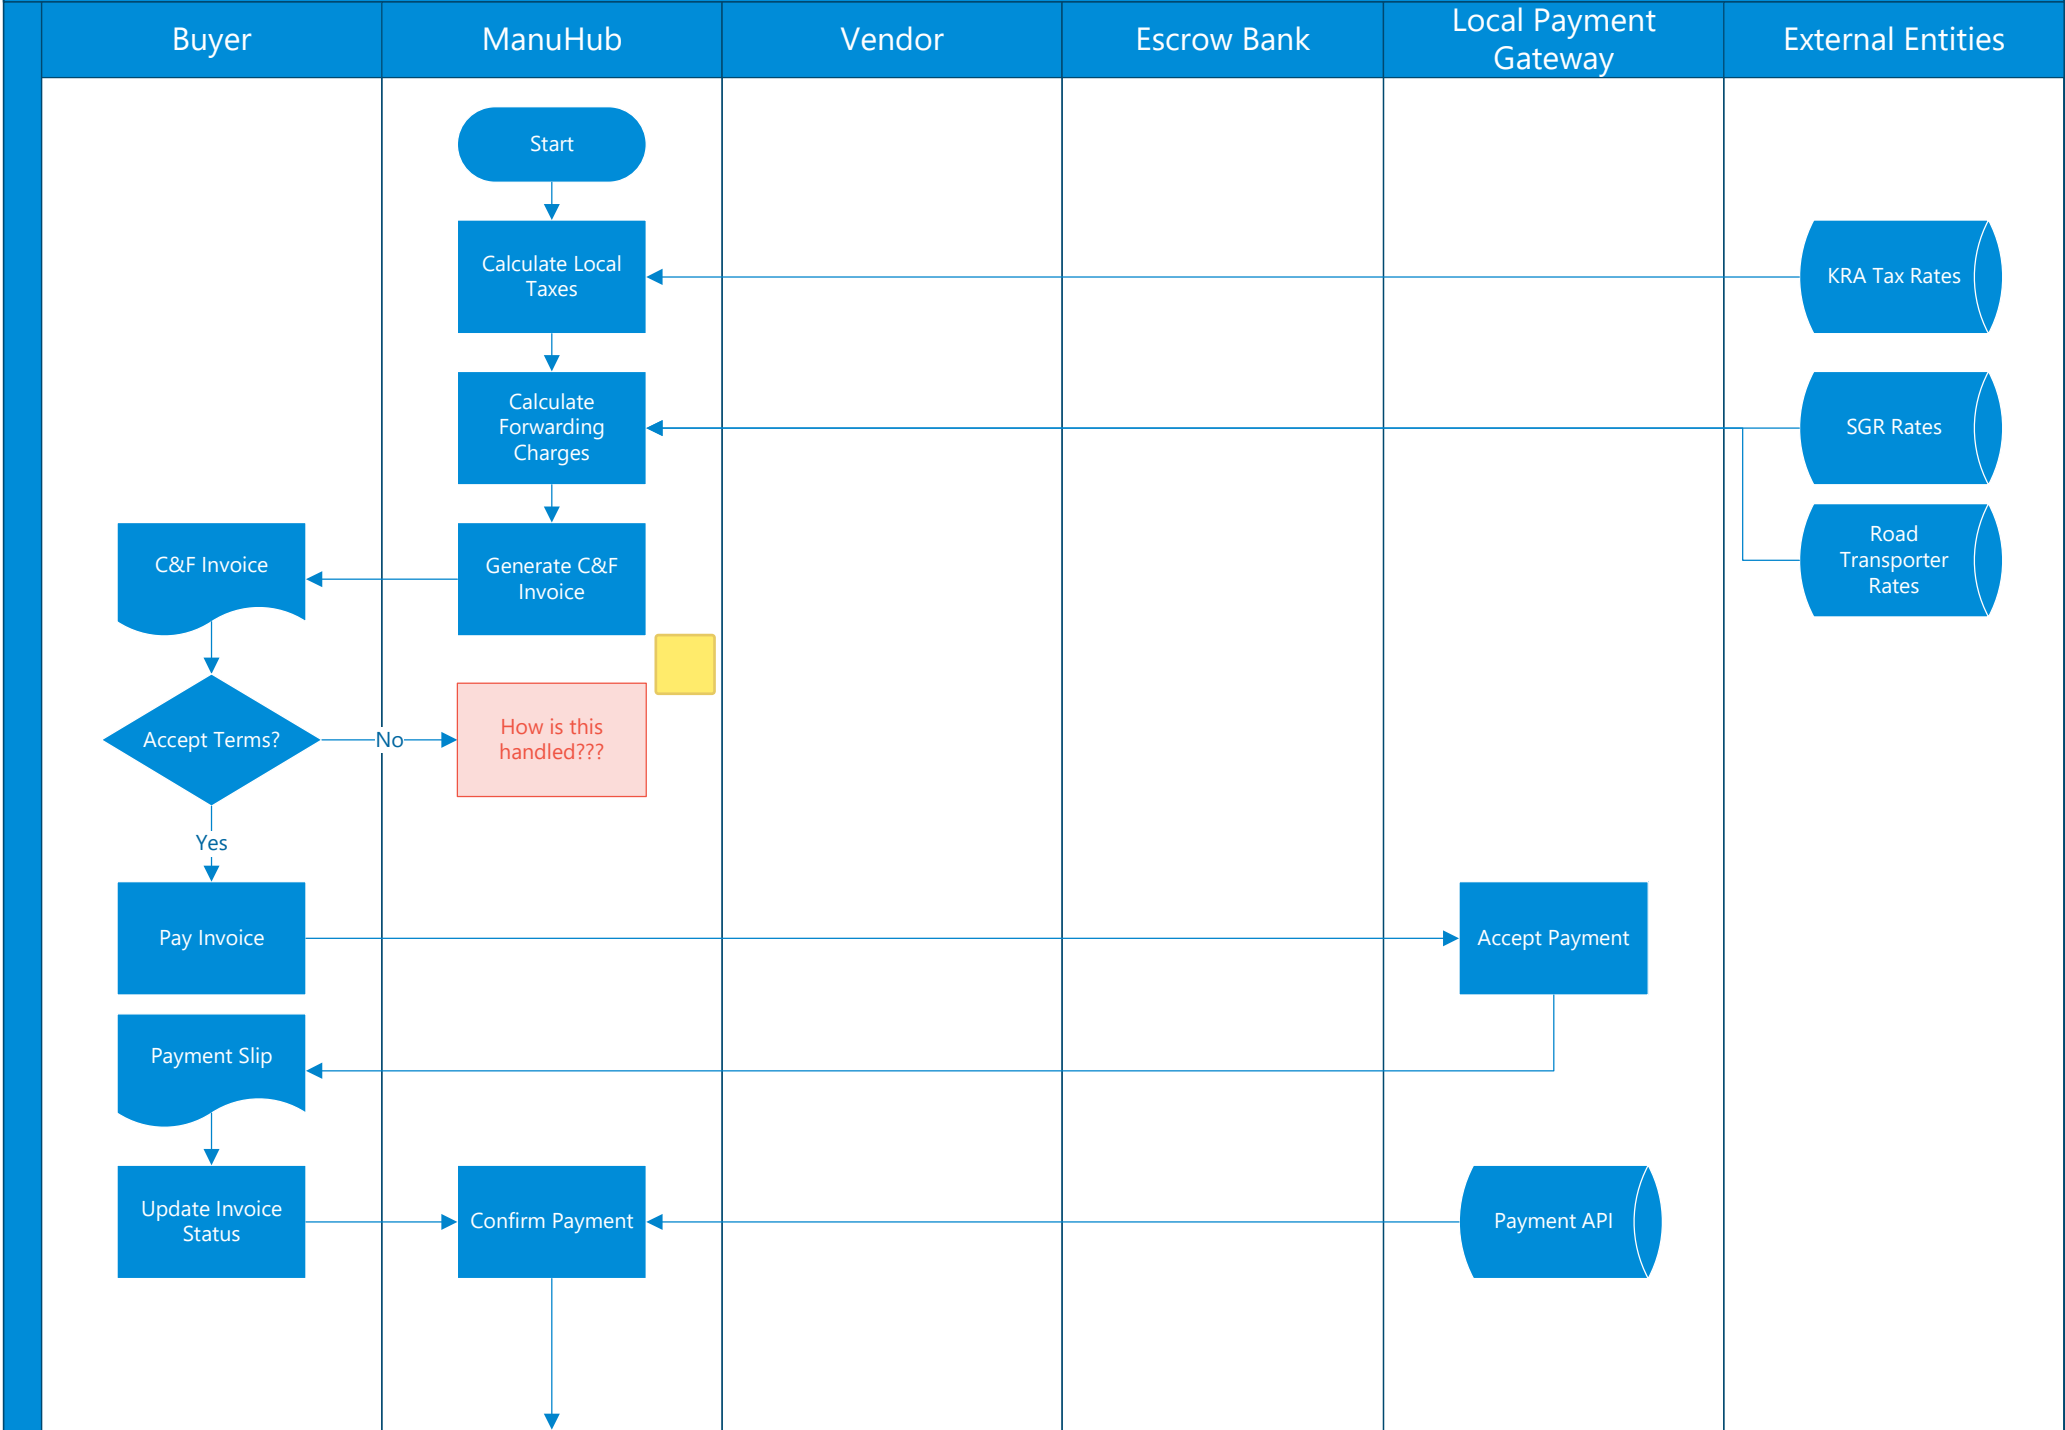 Buyer
ManuHub
Vendor
Escrow Bank
Local Payment
Gateway
External Entities
Start
Calculate Local
Taxes
KRA Tax Rates
Calculate
Forwarding
Charges
SGR Rates
Road
Transporter
Rates
C&F Invoice
Generate C&F
Invoice
Accept Terms?
No
How is this
handled???
Yes
Pay Invoice
Accept Payment
Payment Slip
Update Invoice
Status
Confirm Payment
Payment API